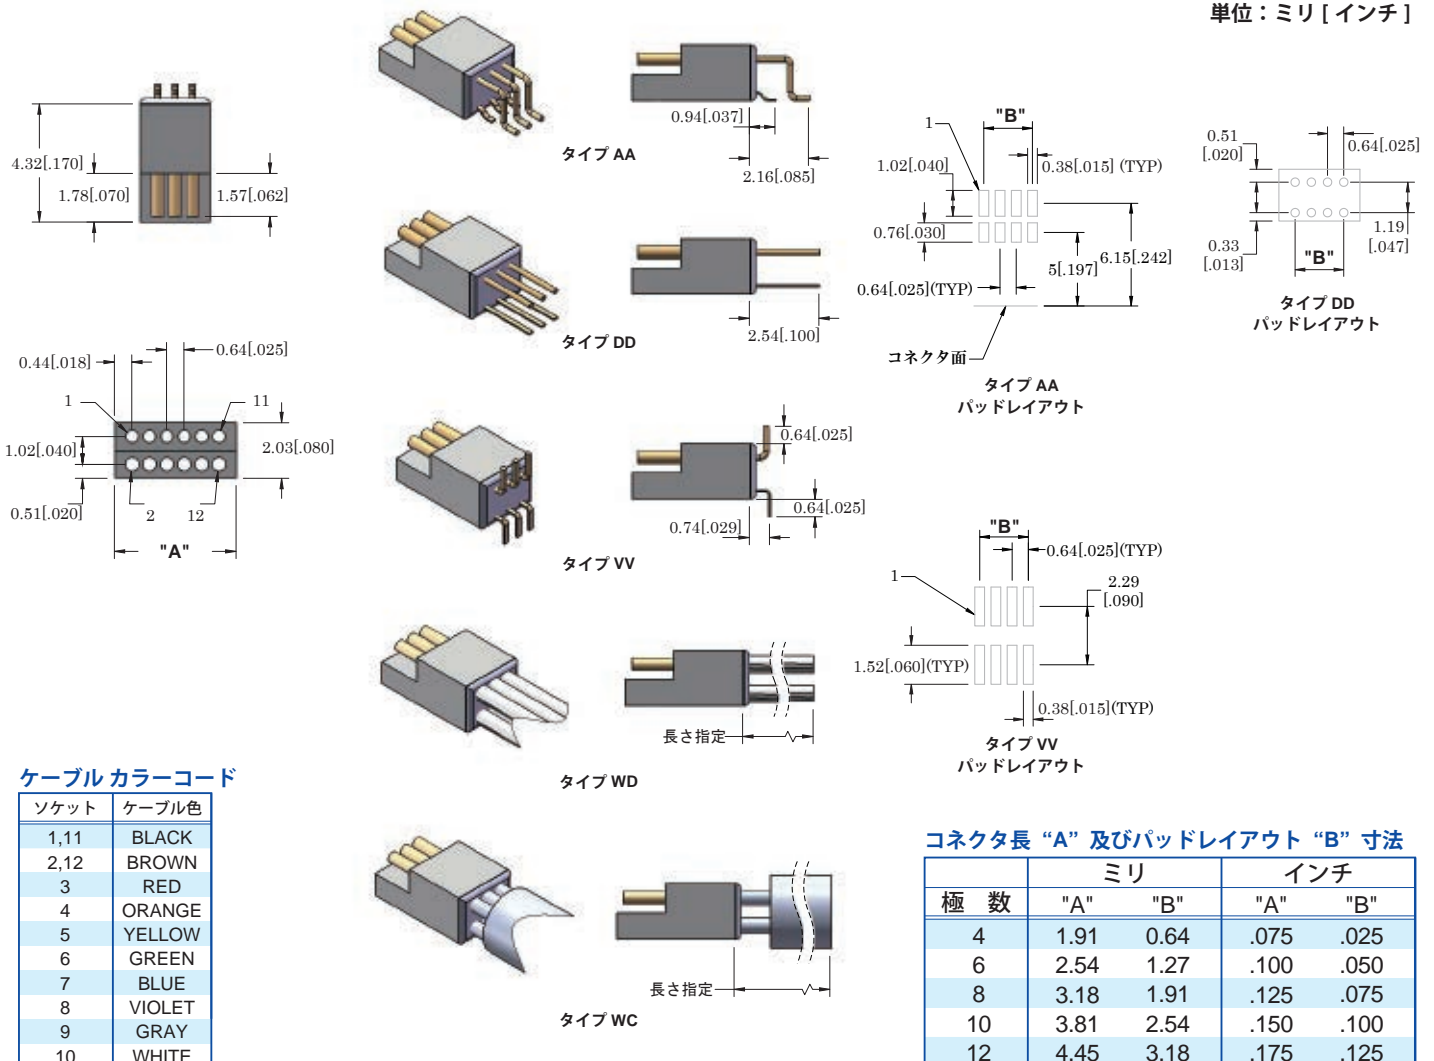 単位：ミリ [ インチ ]
4.32[.170]
1.78[.070]
1.57[.062]
0.94[.037]
2.16[.085]
タイプ AA
1
"B"
1.02[.040]
0.38[.015] (TYP)
0.76[.030]
5[.197]
6.15[.242]
0.64[.025](TYP)
コネクタ面
タイプ AA
パッドレイアウト
0.51
[.020]
0.64[.025]
0.33
[.013]
"B"
1.19
[.047]
タイプ DD
パッドレイアウト
2.54[.100]
タイプ DD
0.44[.018]
0.64[.025]
1
11
1.02[.040]
2.03[.080]
0.51[.020]
2
12
"A"
0.64[.025]
0.64[.025]
0.74[.029]
タイプ VV
"B"
0.64[.025](TYP)
1
2.29
[.090]
1.52[.060](TYP)
0.38[.015](TYP)
タイプ VV
パッドレイアウト
長さ指定
タイプ WD
長さ指定
タイプ WC
ケーブル カラーコード
ソケット ケーブル色
1,11 BLACK
2,12 BROWN
3 RED
4 ORANGE
5 YELLOW
6 GREEN
7 BLUE
8 VIOLET
9 GRAY
10 WHITE
コネクタ長 “A” 及びパッドレイアウト “B” 寸法
ミリ インチ
極 数 "A" "B" "A" "B"
4 1.91 0.64 .075 .025
6 2.54 1.27 .100 .050
8 3.18 1.91 .125 .075
10 3.81 2.54 .150 .100
12 4.45 3.18 .175 .125